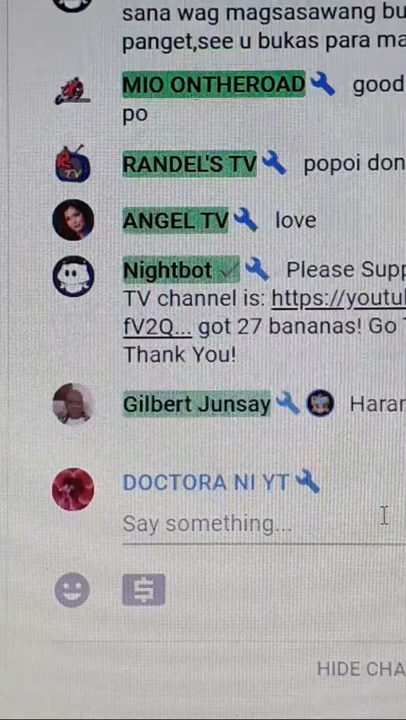 sana wag magsasawang bu
panget,see u bukas para ma
MIO ONTHEROAD good
po
RANDEL'S TV popoi don
ANGEL TV love
Nightbot Please Supp
TV channel is: https://youtu
fV2Q... got 27 bananas! Go
Thank You!
Gilbert Junsay Harar
DOCTORA NI YT
Say something...
HIDE CHA